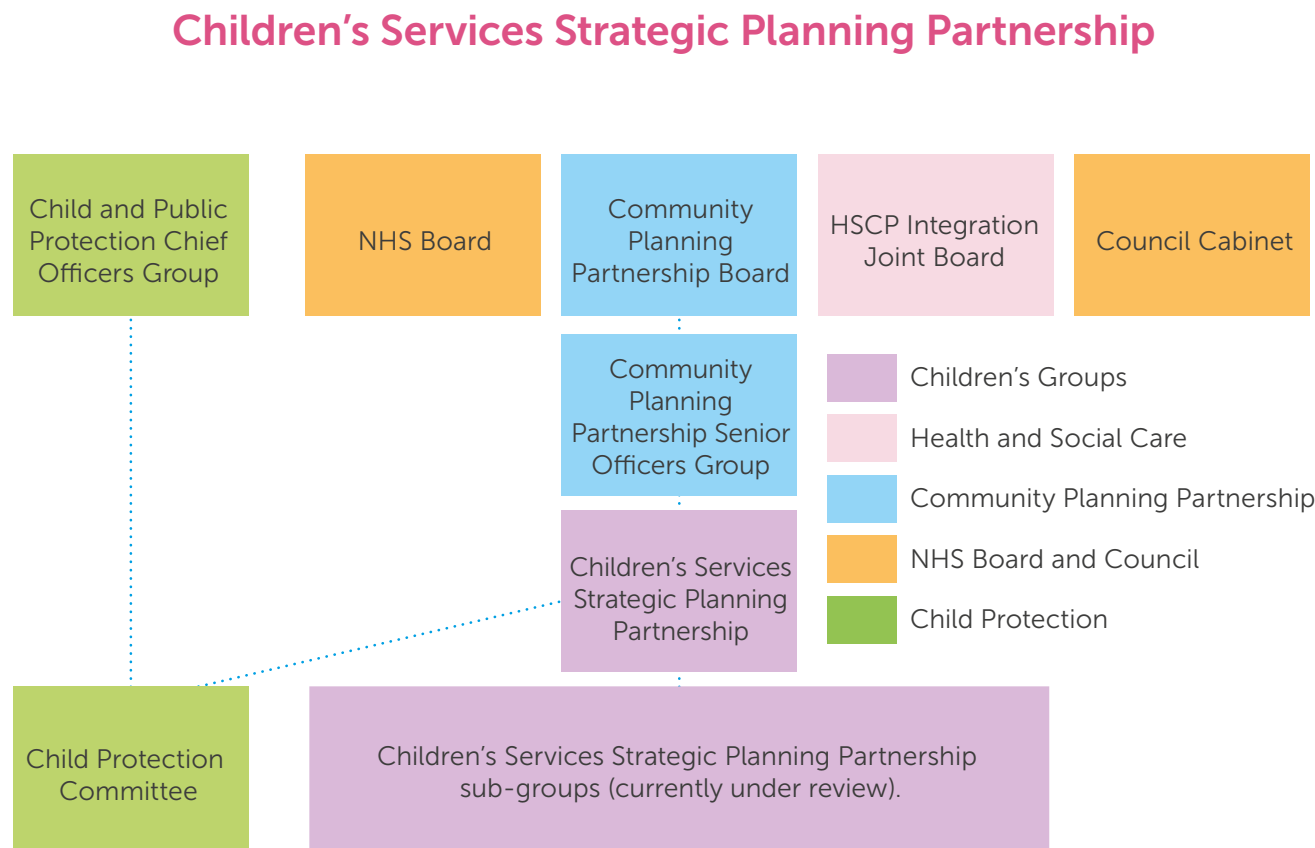 Children’s Services Strategic Planning Partnership
Child and Public
Protection Chief
Officers Group
NHS Board
Community
Planning
Partnership Board
HSCP Integration
Joint Board
Council Cabinet
Community
Planning
Partnership Senior
Officers Group
Children’s Groups
Health and Social Care
Community Planning Partnership
NHS Board and Council
Child Protection
Children’s Services
Strategic Planning
Partnership
Child Protection
Committee
Children’s Services Strategic Planning Partnership
sub-groups (currently under review).